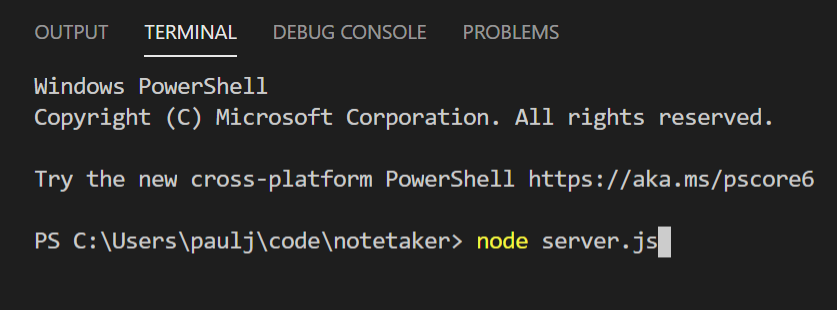 OUTPUT TERMINAL DEBUG CONSOLE PROBLEMS
Windows PowerShell
Copyright (C) Microsoft Corporation. All rights reserved.
Try the new cross-platform PowerShell https://aka.ms/pscore6
PS C:\Users\paulj\code\notetaker> node server.js